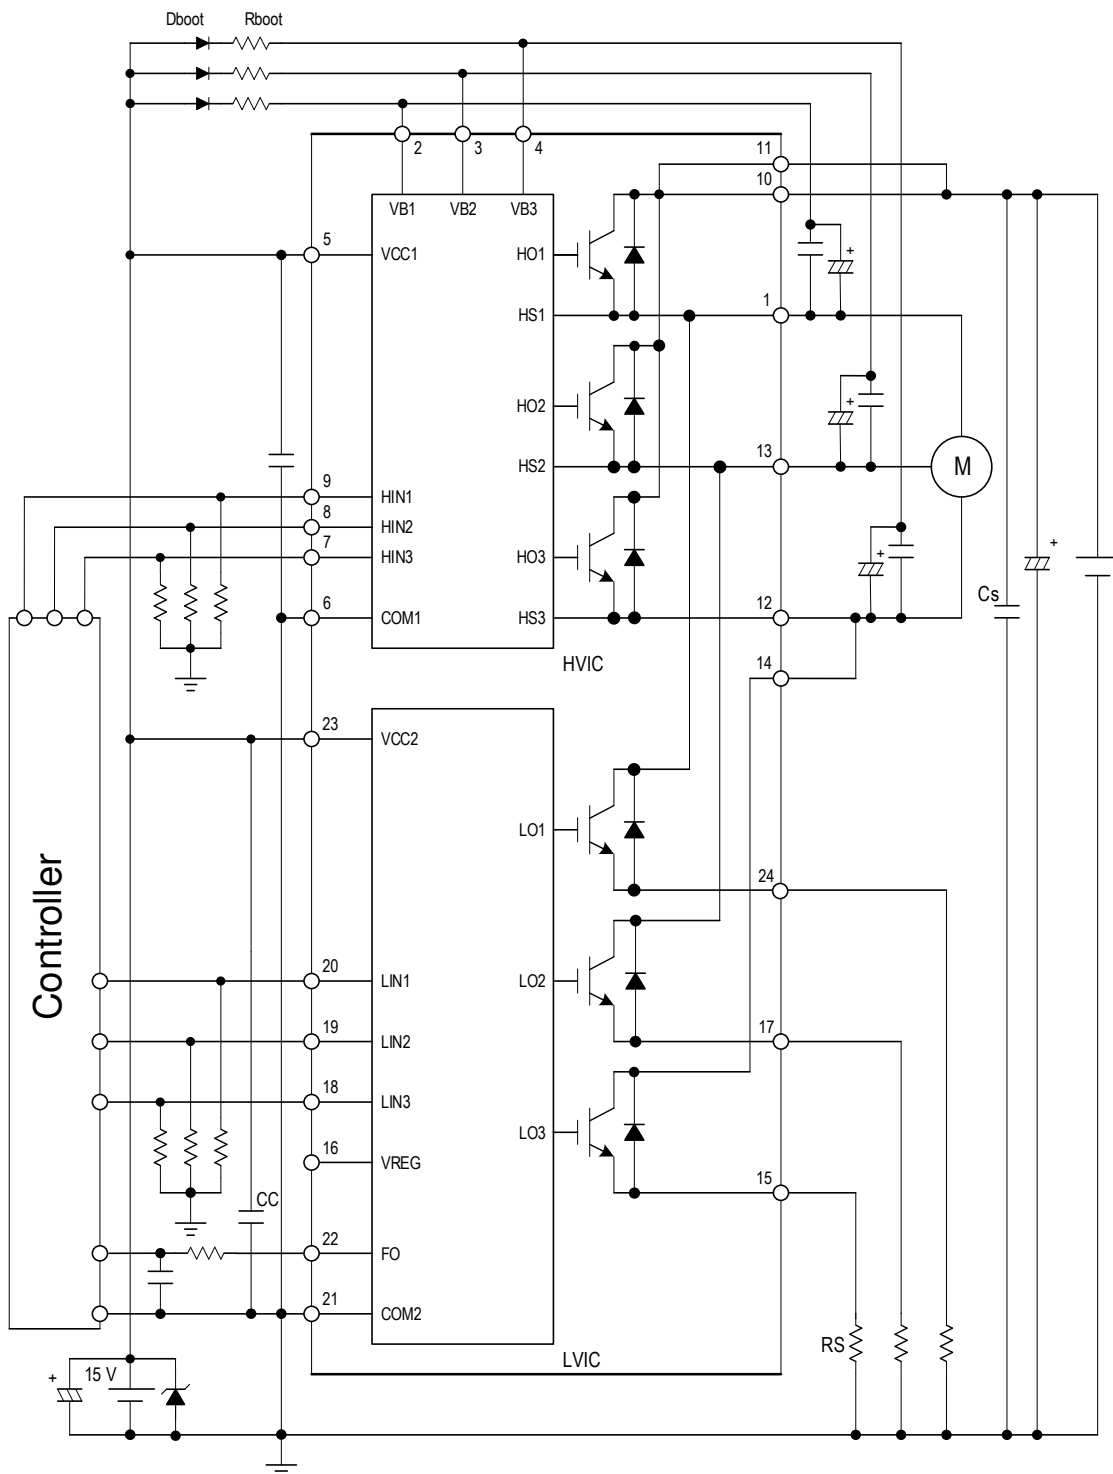 Dboot Rboot
2 3 4 11
10
VB1 VB2 VB3
5 VCC1 HO1 +
HS1 1
HO2 + +
HS2 13 M
9 HIN1
8 HIN2
7 HIN3 HO3 + +
6 COM1 HS3 12 Cs
HVIC 14
23 VCC2
LO1
Controller
24
20 LIN1 LO2
19 LIN2 17
18 LIN3
LO3
16 VREG
15
CC
22 FO
21 COM2
RS
LVIC
+ 15 V